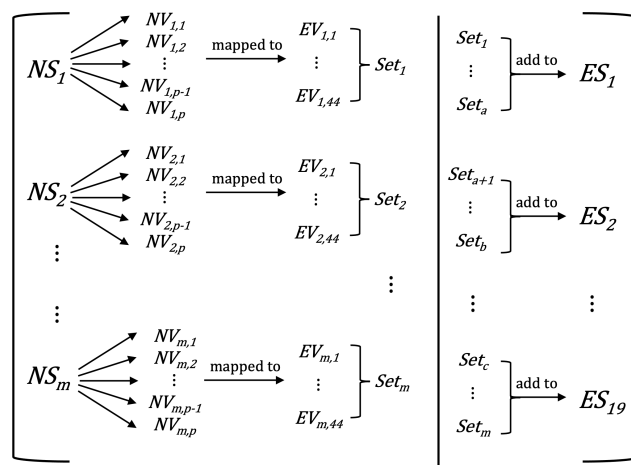 NS₁
NV₁,₁
NV₁,₂
⋮
NV₁,ₚ₋₁
NV₁,ₚ
mapped to
EV₁,₁
⋮
EV₁,₄₄
Set₁
NS₂
NV₂,₁
NV₂,₂
⋮
NV₂,ₚ₋₁
NV₂,ₚ
mapped to
EV₂,₁
⋮
EV₂,₄₄
Set₂
⋮
⋮
⋮
NSₘ
NVₘ,₁
NVₘ,₂
⋮
NVₘ,ₚ₋₁
NVₘ,ₚ
mapped to
EVₘ,₁
⋮
EVₘ,₄₄
Setₘ
Set₁
⋮
Setₐ
add to
ES₁
Setₐ₊₁
⋮
Set_b
add to
ES₂
⋮
⋮
Set_c
⋮
Setₘ
add to
ES₁₉